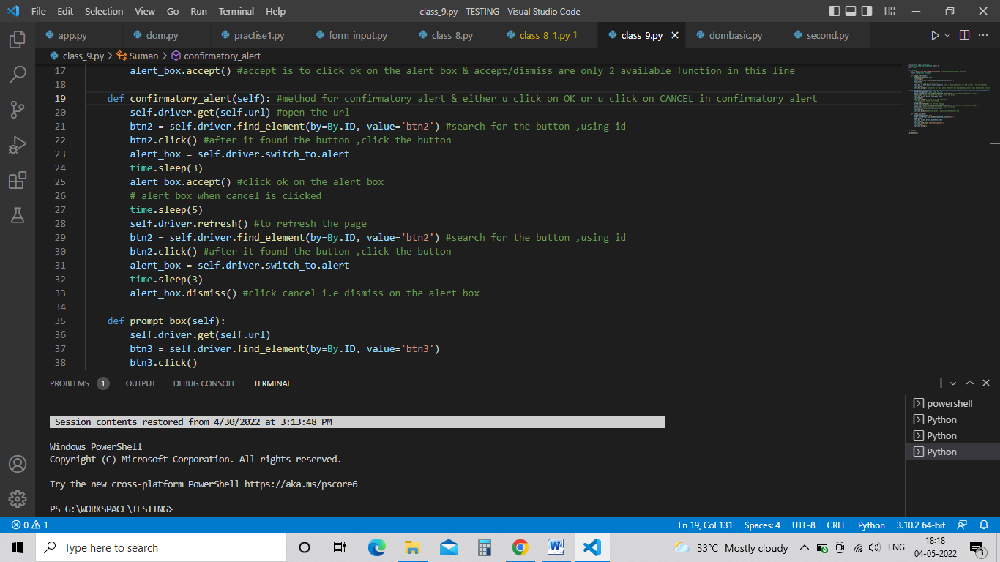 File Edit Selection View Go Run Terminal Help class_9.py - TESTING - Visual Studio Code
app.py dom.py practise1.py form_input.py class_8.py class_8_1.py 1 class_9.py dombasic.py second.py
class_9.py > Suman > confirmatory_alert
17 alert_box.accept() #accept is to click ok on the alert box & accept/dismiss are only 2 available function in this line
18
19 def confirmatory_alert(self): #method for confirmatory alert & either u click on OK or u click on CANCEL in confirmatory alert
20 self.driver.get(self.url) #open the url
21 btn2 = self.driver.find_element(by=By.ID, value='btn2') #search for the button ,using id
22 btn2.click() #after it found the button ,click the button
23 alert_box = self.driver.switch_to.alert
24 time.sleep(3)
25 alert_box.accept() #click ok on the alert box
26 # alert box when cancel is clicked
27 time.sleep(5)
28 self.driver.refresh() #to refresh the page
29 btn2 = self.driver.find_element(by=By.ID, value='btn2') #search for the button ,using id
30 btn2.click() #after it found the button ,click the button
31 alert_box = self.driver.switch_to.alert
32 time.sleep(3)
33 alert_box.dismiss() #click cancel i.e dismiss on the alert box
34
35 def prompt_box(self):
36 self.driver.get(self.url)
37 btn3 = self.driver.find_element(by=By.ID, value='btn3')
38 btn3.click()
PROBLEMS 1 OUTPUT DEBUG CONSOLE TERMINAL
powershell
Python
Python
Python
Session contents restored from 4/30/2022 at 3:13:48 PM
Windows PowerShell
Copyright (C) Microsoft Corporation. All rights reserved.
Try the new cross-platform PowerShell https://aka.ms/pscore6
PS G:\WORKSPACE\TESTING>
0 1 Ln 19, Col 131 Spaces: 4 UTF-8 CRLF Python 3.10.2 64-bit
Type here to search 33°C Mostly cloudy ENG 18:18
04-05-2022 3